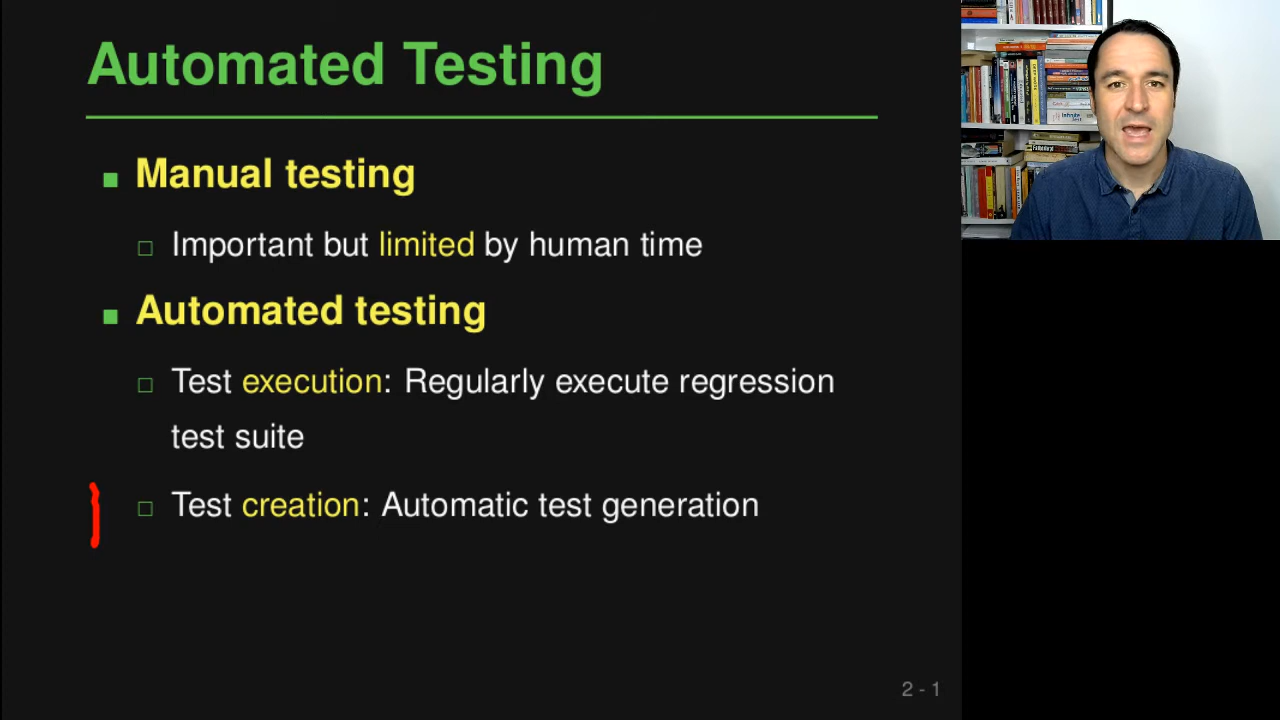 Automated Testing
Manual testing
Important but limited by human time
Automated testing
Test execution: Regularly execute regression
test suite
Test creation: Automatic test generation
2 - 1